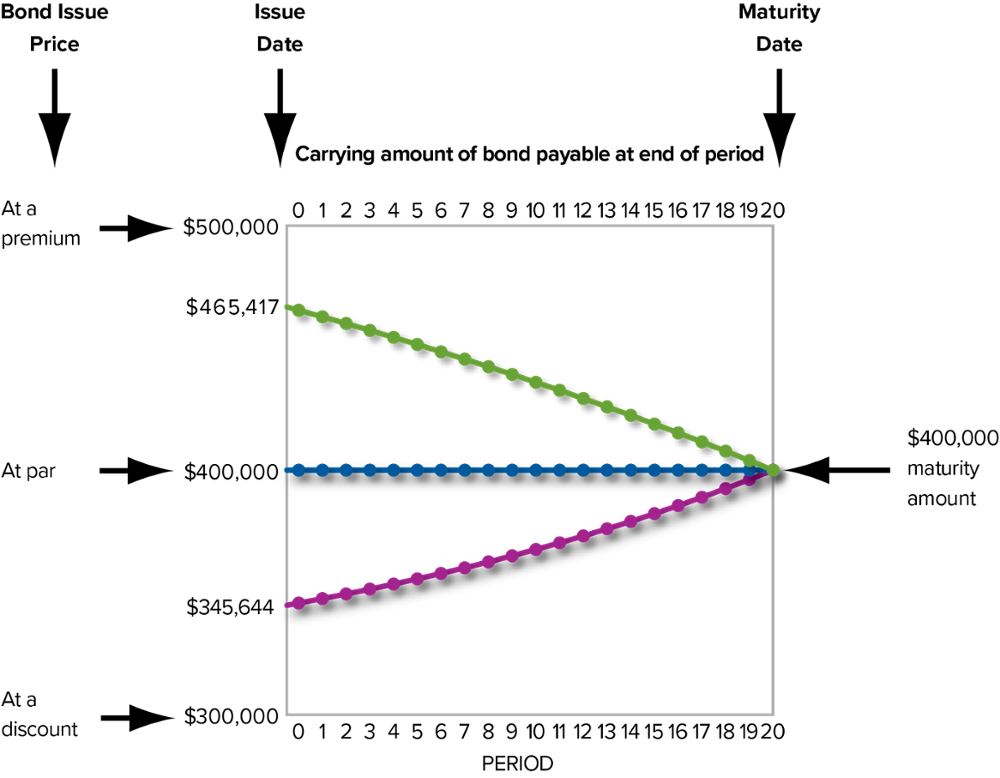 Bond Issue
Price
Issue
Date
Maturity
Date
Carrying amount of bond payable at end of period
0 1 2 3 4 5 6 7 8 9 10 11 12 13 14 15 16 17 18 19 20
At a
premium
$500,000
$465,417
At par
$400,000
$400,000
maturity
amount
$345,644
At a
discount
$300,000
0 1 2 3 4 5 6 7 8 9 10 11 12 13 14 15 16 17 18 19 20
PERIOD